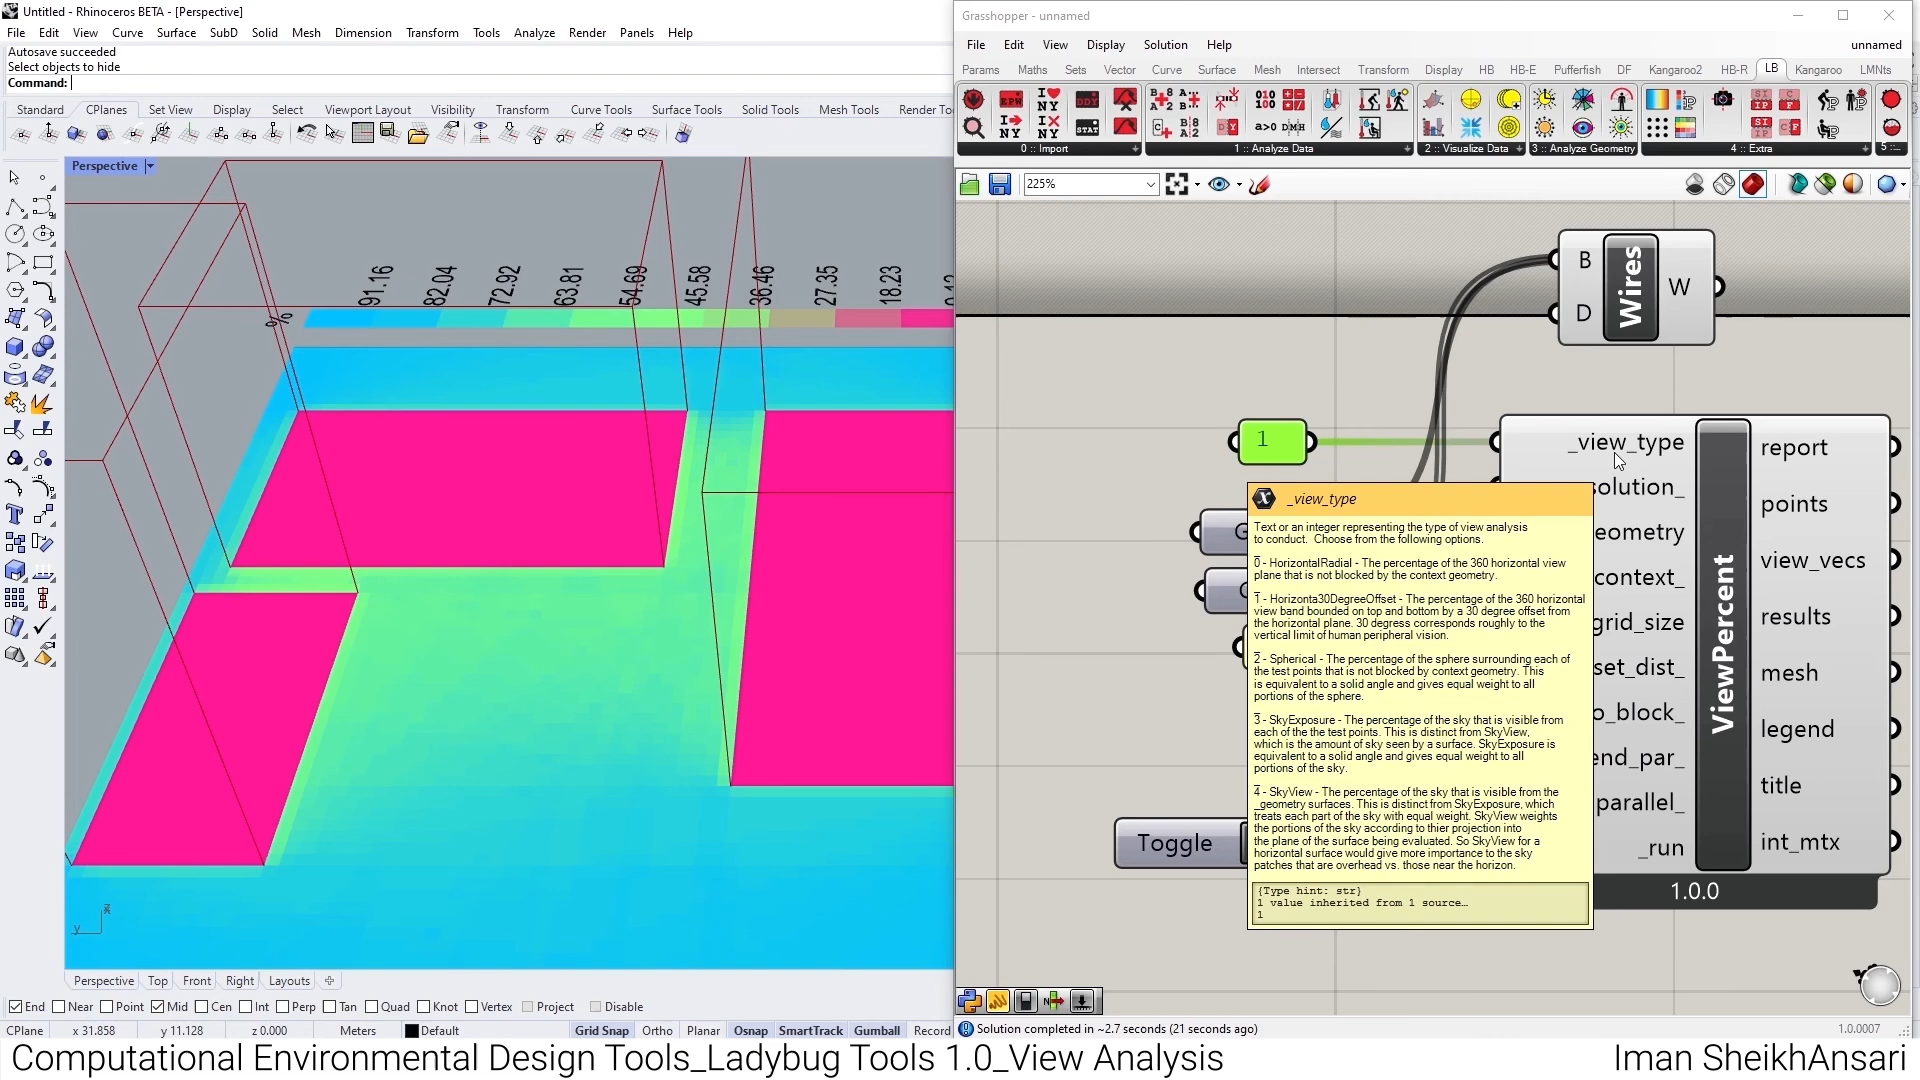 Untitled - Rhinoceros BETA - [Perspective]
File Edit View Curve Surface SubD Solid Mesh Dimension Transform Tools Analyze Render Panels Help
Autosave succeeded
Select objects to hide
Command:
Standard CPlanes Set View Display Select Viewport Layout Visibility Transform Curve Tools Surface Tools Solid Tools Mesh Tools Render To
Perspective
%
91.16
82.04
72.92
63.81
54.69
45.58
36.46
27.35
18.23
y
Perspective Top Front Right Layouts
End Near Point Mid Cen Int Perp Tan Quad Knot Vertex Project Disable
CPlane x 31.858 y 11.128 z 0.000 Meters Default Grid Snap Ortho Planar Osnap SmartTrack Gumball Record
Grasshopper - unnamed
File Edit View Display Solution Help unnamed
Params Maths Sets Vector Curve Surface Mesh Intersect Transform Display HB HB-E Pufferfish DF Kangaroo2 HB-R LB Kangaroo LMNts
0 :: Import 1 :: Analyze Data 2 :: Visualize Data 3 :: Analyze Geometry 4 :: Extra
225%
B
D
Wires
W
1
_view_type
solution_
eometry
context_
grid_size
set_dist_
o_block_
end_par_
parallel_
_run
ViewPercent
report
points
view_vecs
results
mesh
legend
title
int_mtx
1.0.0
Toggle
_view_type
Text or an integer representing the type of view analysis
to conduct.  Choose from the following options.
0 - HorizontalRadial - The percentage of the 360 horizontal view
plane that is not blocked by the context geometry.
1 - Horizonta30DegreeOffset - The percentage of the 360 horizontal
view band bounded on top and bottom by a 30 degree offset from
the horizontal plane. 30 degress corresponds roughly to the
vertical limit of human peripheral vision.
2 - Spherical - The percentage of the sphere surrounding each of
the test points that is not blocked by context geometry. This
is equivalent to a solid angle and gives equal weight to all
portions of the sphere.
3 - SkyExposure - The percentage of the sky that is visible from
each of the the test points. This is distinct from SkyView,
which is the amount of sky seen by a surface. SkyExposure is
equivalent to a solid angle and gives equal weight to all
portions of the sky.
4 - SkyView - The percentage of the sky that is visible from the
_geometry surfaces. This is distinct from SkyExposure, which
treats each part of the sky with equal weight. SkyView weights
the portions of the sky according to thier projection into
the plane of the surface being evaluated. So SkyView for a
horizontal surface would give more importance to the sky
patches that are overhead vs. those near the horizon.
{Type hint: str}
1 value inherited from 1 source…
1
Solution completed in ~2.7 seconds (21 seconds ago)
1.0.0007
Computational Environmental Design Tools_Ladybug Tools 1.0_View Analysis
Iman SheikhAnsari